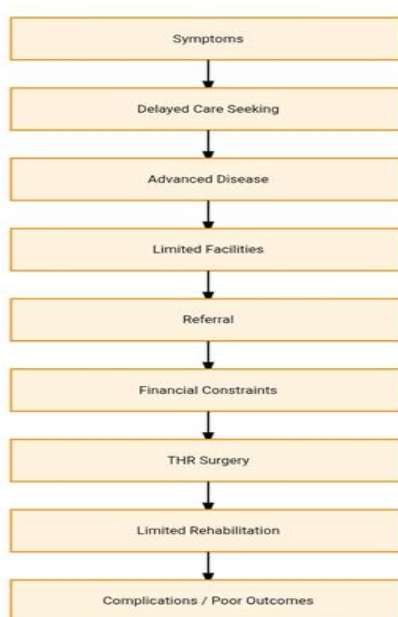 Symptoms
Delayed Care Seeking
Advanced Disease
Limited Facilities
Referral
Financial Constraints
THR Surgery
Limited Rehabilitation
Complications / Poor Outcomes